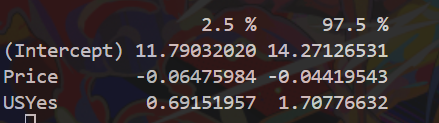 2.5 % 97.5 %
(Intercept) 11.79032020 14.27126531
Price -0.06475984 -0.04419543
USYes 0.69151957 1.70776632